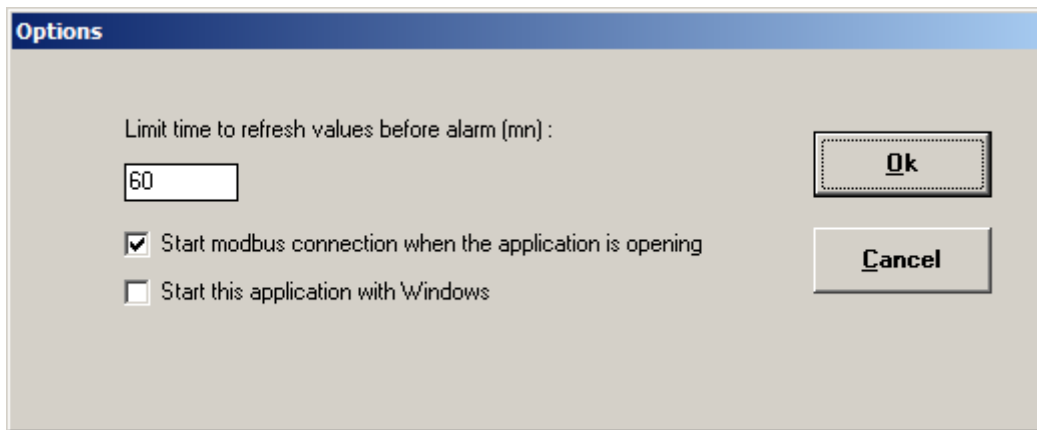 Options
Limit time to refresh values before alarm (mn) :
60
Start modbus connection when the application is opening
Start this application with Windows
Ok
Cancel